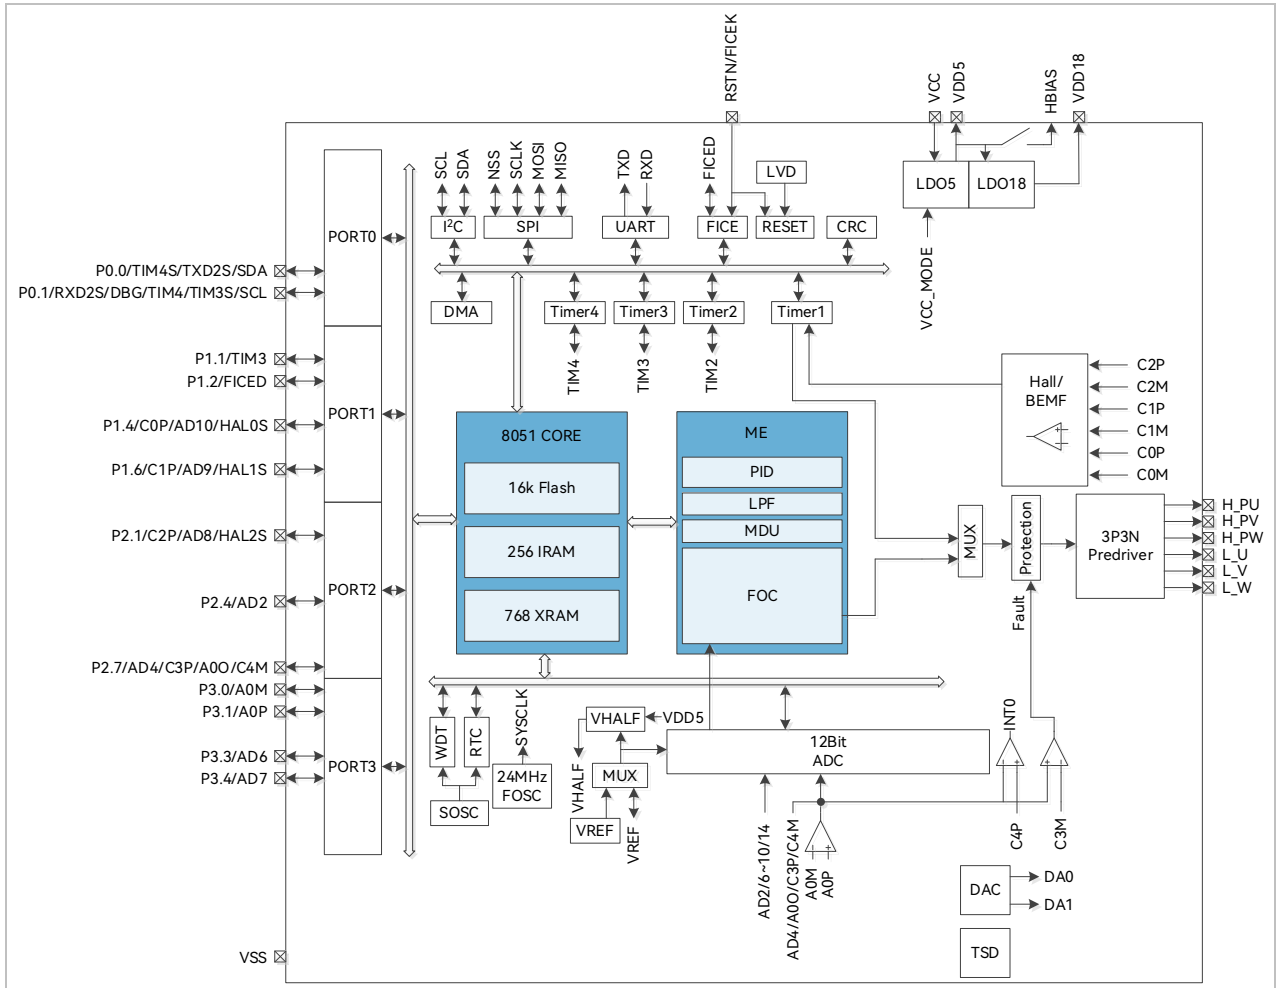 RSTN/FICEK
VCC
VDD5
HBIAS
VDD18
SCL
SDA
NSS
SCLK
MOSI
MISO
TXD
RXD
FICED
LVD
LDO5
LDO18
I²C
SPI
UART
FICE
RESET
CRC
VCC_MODE
PORT0
P0.0/TIM4S/TXD2S/SDA
P0.1/RXD2S/DBG/TIM4/TIM3S/SCL
DMA
Timer4
Timer3
Timer2
Timer1
TIM4
TIM3
TIM2
P1.1/TIM3
P1.2/FICED
P1.4/C0P/AD10/HAL0S
P1.6/C1P/AD9/HAL1S
PORT1
Hall/
BEMF
C2P
C2M
C1P
C1M
C0P
C0M
8051 CORE
16k Flash
256 IRAM
768 XRAM
ME
PID
LPF
MDU
FOC
MUX
Protection
Fault
3P3N
Predriver
H_PU
H_PV
H_PW
L_U
L_V
L_W
P2.1/C2P/AD8/HAL2S
P2.4/AD2
P2.7/AD4/C3P/A0O/C4M
PORT2
P3.0/A0M
P3.1/A0P
P3.3/AD6
P3.4/AD7
PORT3
WDT
RTC
SYSCLK
SOSC
24MHz
FOSC
VHALF
VDD5
VHALF
MUX
VREF
VREF
12Bit
ADC
INT0
AD2/6~10/14
AD4/A0O/C3P/C4M
A0M
A0P
C4P
C3M
DAC
DA0
DA1
TSD
VSS